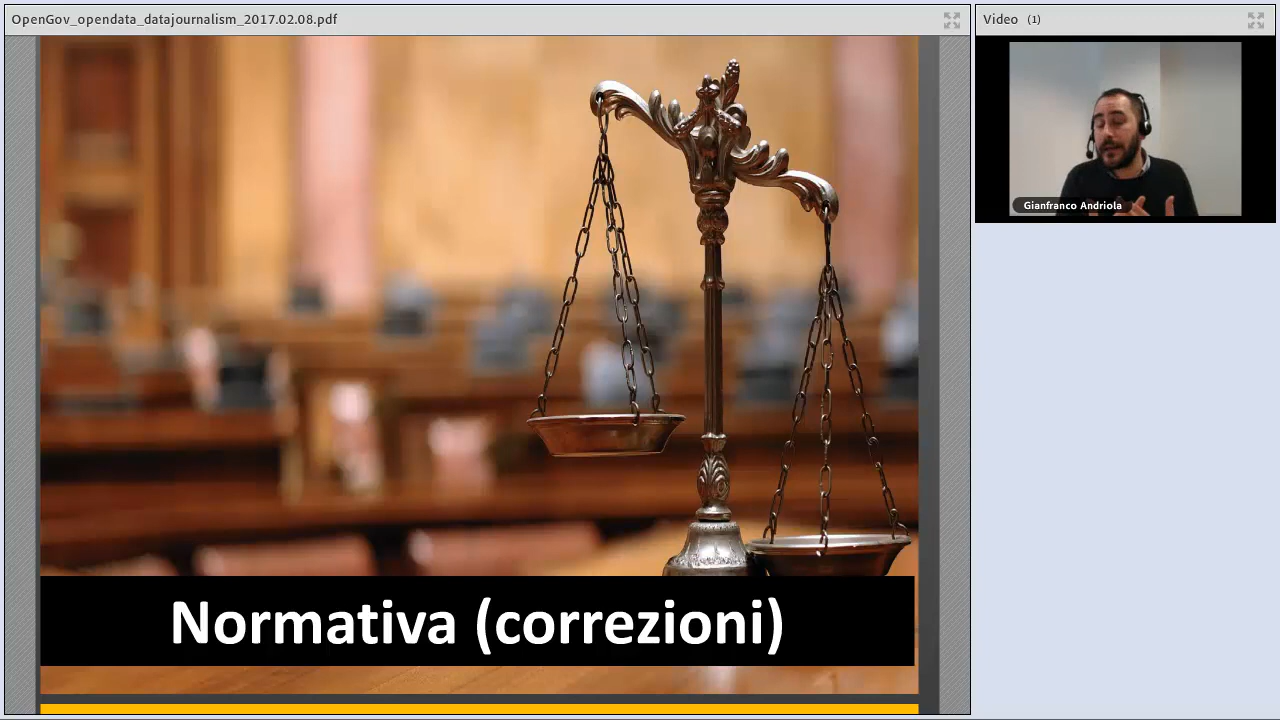 OpenGov_opendata_datajournalism_2017.02.08.pdf
Video (1)
Gianfranco Andriola
Normativa (correzioni)